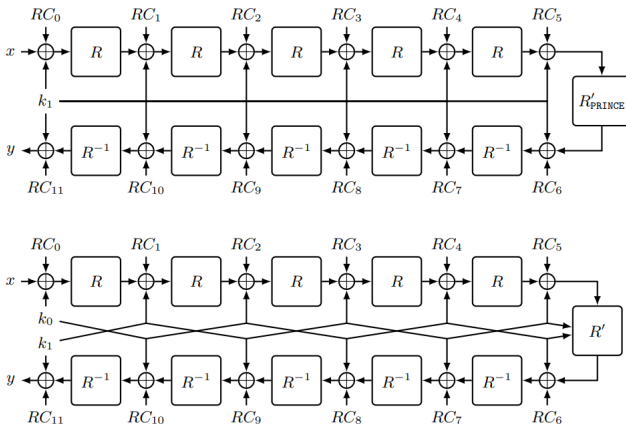 RC₀ RC₁ RC₂ RC₃ RC₄ RC₅
x R R R R R
k₁ R′PRINCE
y R⁻¹ R⁻¹ R⁻¹ R⁻¹ R⁻¹
RC₁₁ RC₁₀ RC₉ RC₈ RC₇ RC₆
RC₀ RC₁ RC₂ RC₃ RC₄ RC₅
x R R R R R
k₀
R′
k₁
y R⁻¹ R⁻¹ R⁻¹ R⁻¹ R⁻¹
RC₁₁ RC₁₀ RC₉ RC₈ RC₇ RC₆